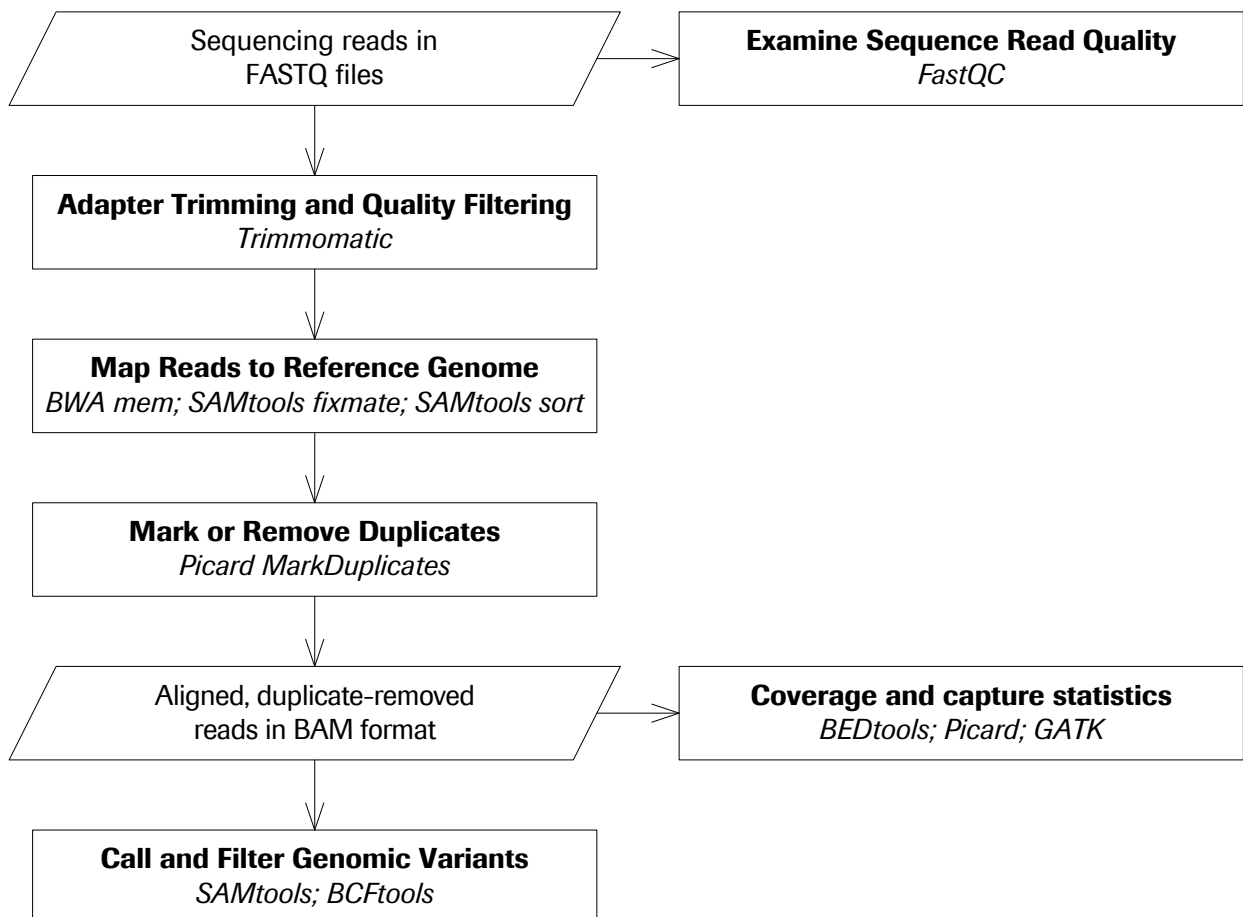 Sequencing reads in
FASTQ files
Examine Sequence Read Quality
FastQC
Adapter Trimming and Quality Filtering
Trimmomatic
Map Reads to Reference Genome
BWA mem; SAMtools fixmate; SAMtools sort
Mark or Remove Duplicates
Picard MarkDuplicates
Aligned, duplicate-removed
reads in BAM format
Coverage and capture statistics
BEDtools; Picard; GATK
Call and Filter Genomic Variants
SAMtools; BCFtools